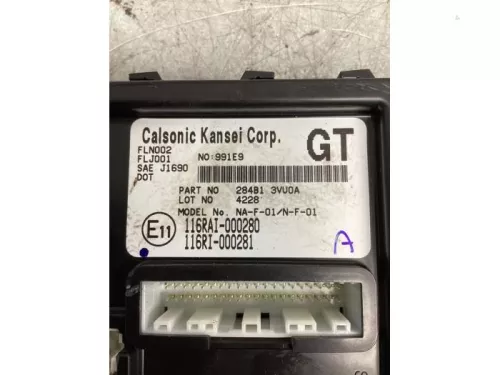 Calsonic Kansei Corp.
GT
FLN002
FLJ001 NO:991E9
SAE J1690
DOT
PART NO 284B1 3VU0A
LOT NO 4228
MODEL No. NA-F-01/N-F-01
E11
116RAI-000280
116RI-000281
A